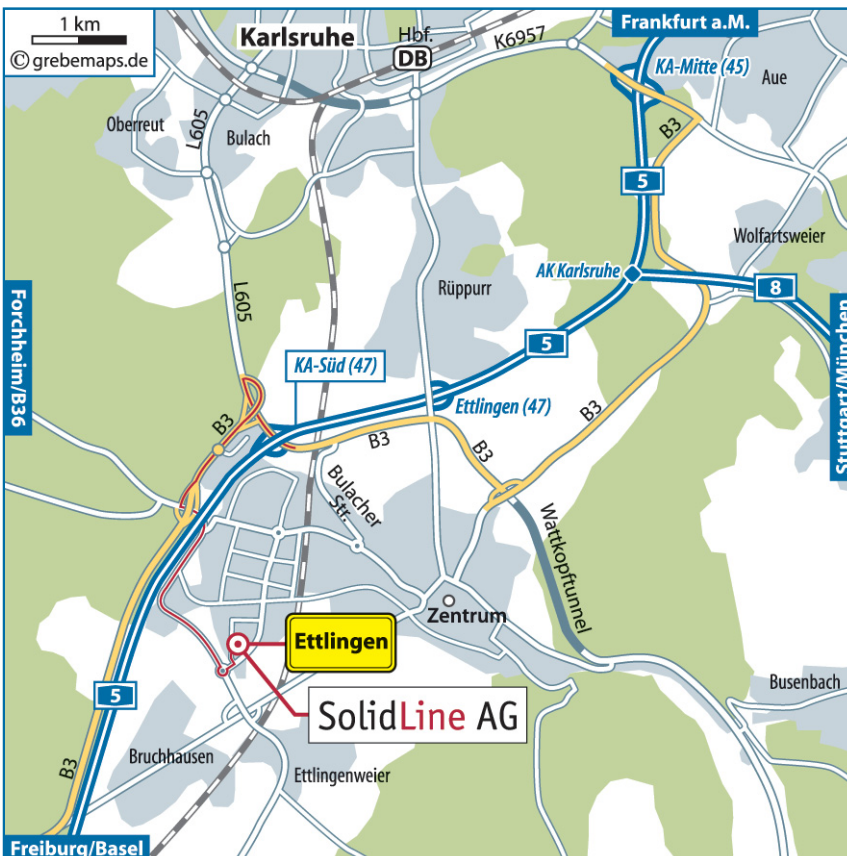 1 km
© grebemaps.de
Karlsruhe
Hbf.
DB
K6957
Frankfurt a.M.
KA-Mitte (45)
Aue
Oberreut
L605
Bulach
B3
5
Wolfartsweier
AK Karlsruhe
8
Rüppurr
L605
Forchheim/B36
Stuttgart/München
KA-Süd (47)
5
Ettlingen (47)
B3
B3
B3
B3
Bulacher
Str.
Wattkopftunnel
Zentrum
Ettlingen
5
SolidLine AG
Busenbach
Bruchhausen
B3
Ettlingenweier
Freiburg/Basel